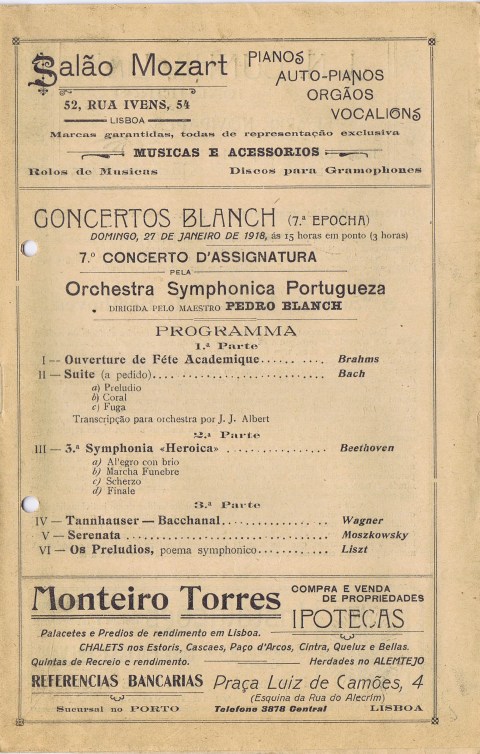 Salão Mozart
PIANOS
AUTO-PIANOS
ORGÃOS
VOCALIONS
52, RUA IVENS, 54
LISBOA
Marcas garantidas, todas de representação exclusiva
MUSICAS E ACESSORIOS
Rolos de Musicas Discos para Gramophones
CONCERTOS BLANCH (7.ª EPOCHA)
DOMINGO, 27 DE JANEIRO DE 1918, ás 15 horas em ponto (3 horas)
7.º CONCERTO D'ASSIGNATURA
PELA
Orchestra Symphonica Portugueza
DIRIGIDA PELO MAESTRO PEDRO BLANCH
PROGRAMMA
1.ª Parte
I -- Ouverture de Féte Academique....... Brahms
II — Suite (a pedido)........................ Bach
a) Preludio
b) Coral
c) Fuga
Transcripção para orchestra por J. J. Albert
2.ª Parte
III — 3.ª Symphonia «Heroica» .............. Beethoven
a) Al'egro con brio
b) Marcha Funebre
c) Scherzo
d) Finale
3.ª Parte
IV — Tannhauser — Bacchanal.............. Wagner
V — Serenata.............................. Moszkowsky
VI — Os Preludios, poema symphonico......... Liszt
Monteiro Torres
COMPRA E VENDA
DE PROPRIEDADES
IPOTECAS
Palacetes e Predios de rendimento em Lisboa.
CHALETS nos Estoris, Cascaes, Paço d'Arcos, Cintra, Queluz e Bellas.
Quintas de Recreio e rendimento. Herdades no ALEMTEJO
REFERENCIAS BANCARIAS Praça Luiz de Camões, 4
(Esquina da Rua do Alecrim)
Sucursal no PORTO Telefone 3878 Central LISBOA